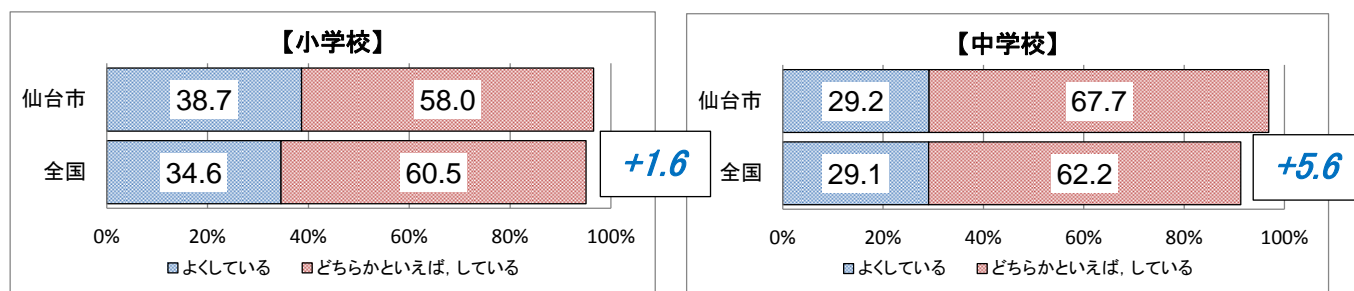 【小学校】
仙台市 38.7 58.0
全国 34.6 60.5 +1.6
0% 20% 40% 60% 80% 100%
よくしている どちらかといえば，している
【中学校】
仙台市 29.2 67.7
全国 29.1 62.2 +5.6
0% 20% 40% 60% 80% 100%
よくしている どちらかといえば，している